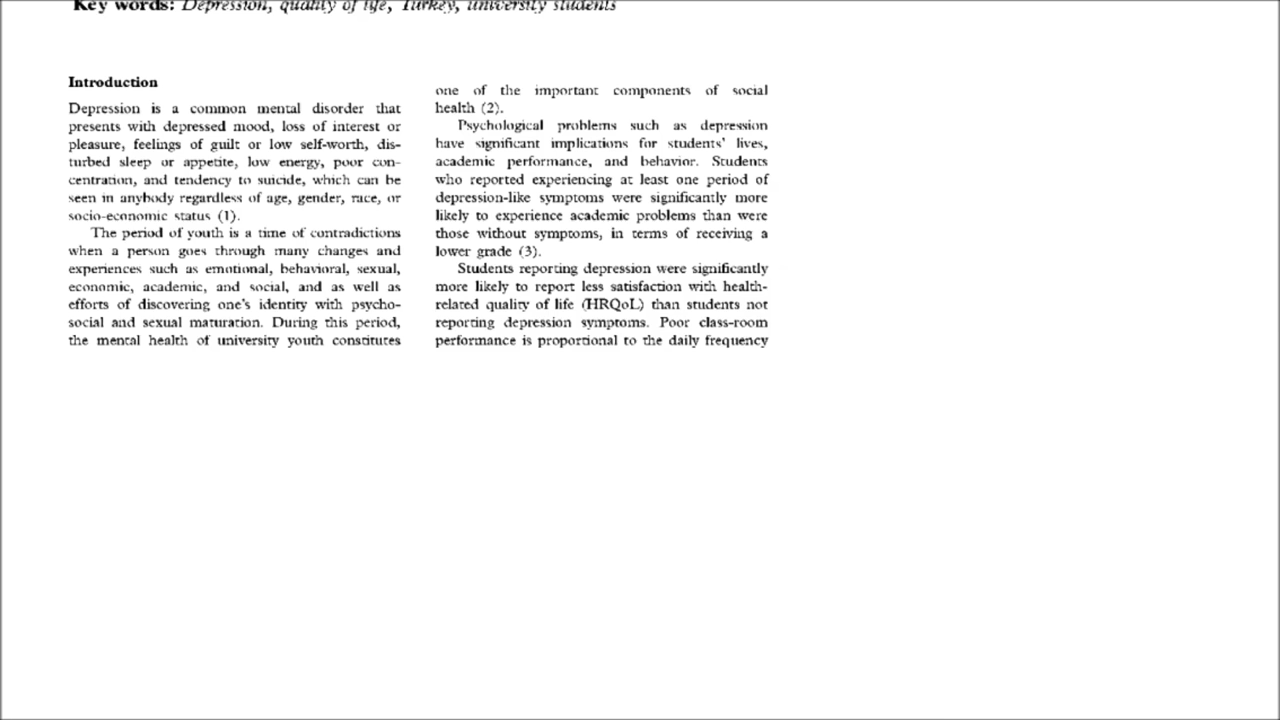 Key words: Depression, quality of life, Turkey, university students
Introduction
Depression is a common mental disorder that
presents with depressed mood, loss of interest or
pleasure, feelings of guilt or low self-worth, dis-
turbed sleep or appetite, low energy, poor con-
centration, and tendency to suicide, which can be
seen in anybody regardless of age, gender, race, or
socio-economic status (1).
The period of youth is a time of contradictions
when a person goes through many changes and
experiences such as emotional, behavioral, sexual,
economic, academic, and social, and as well as
efforts of discovering one's identity with psycho-
social and sexual maturation. During this period,
the mental health of university youth constitutes
one of the important components of social
health (2).
Psychological problems such as depression
have significant implications for students' lives,
academic performance, and behavior. Students
who reported experiencing at least one period of
depression-like symptoms were significantly more
likely to experience academic problems than were
those without symptoms, in terms of receiving a
lower grade (3).
Students reporting depression were significantly
more likely to report less satisfaction with health-
related quality of life (HRQoL) than students not
reporting depression symptoms. Poor class-room
performance is proportional to the daily frequency